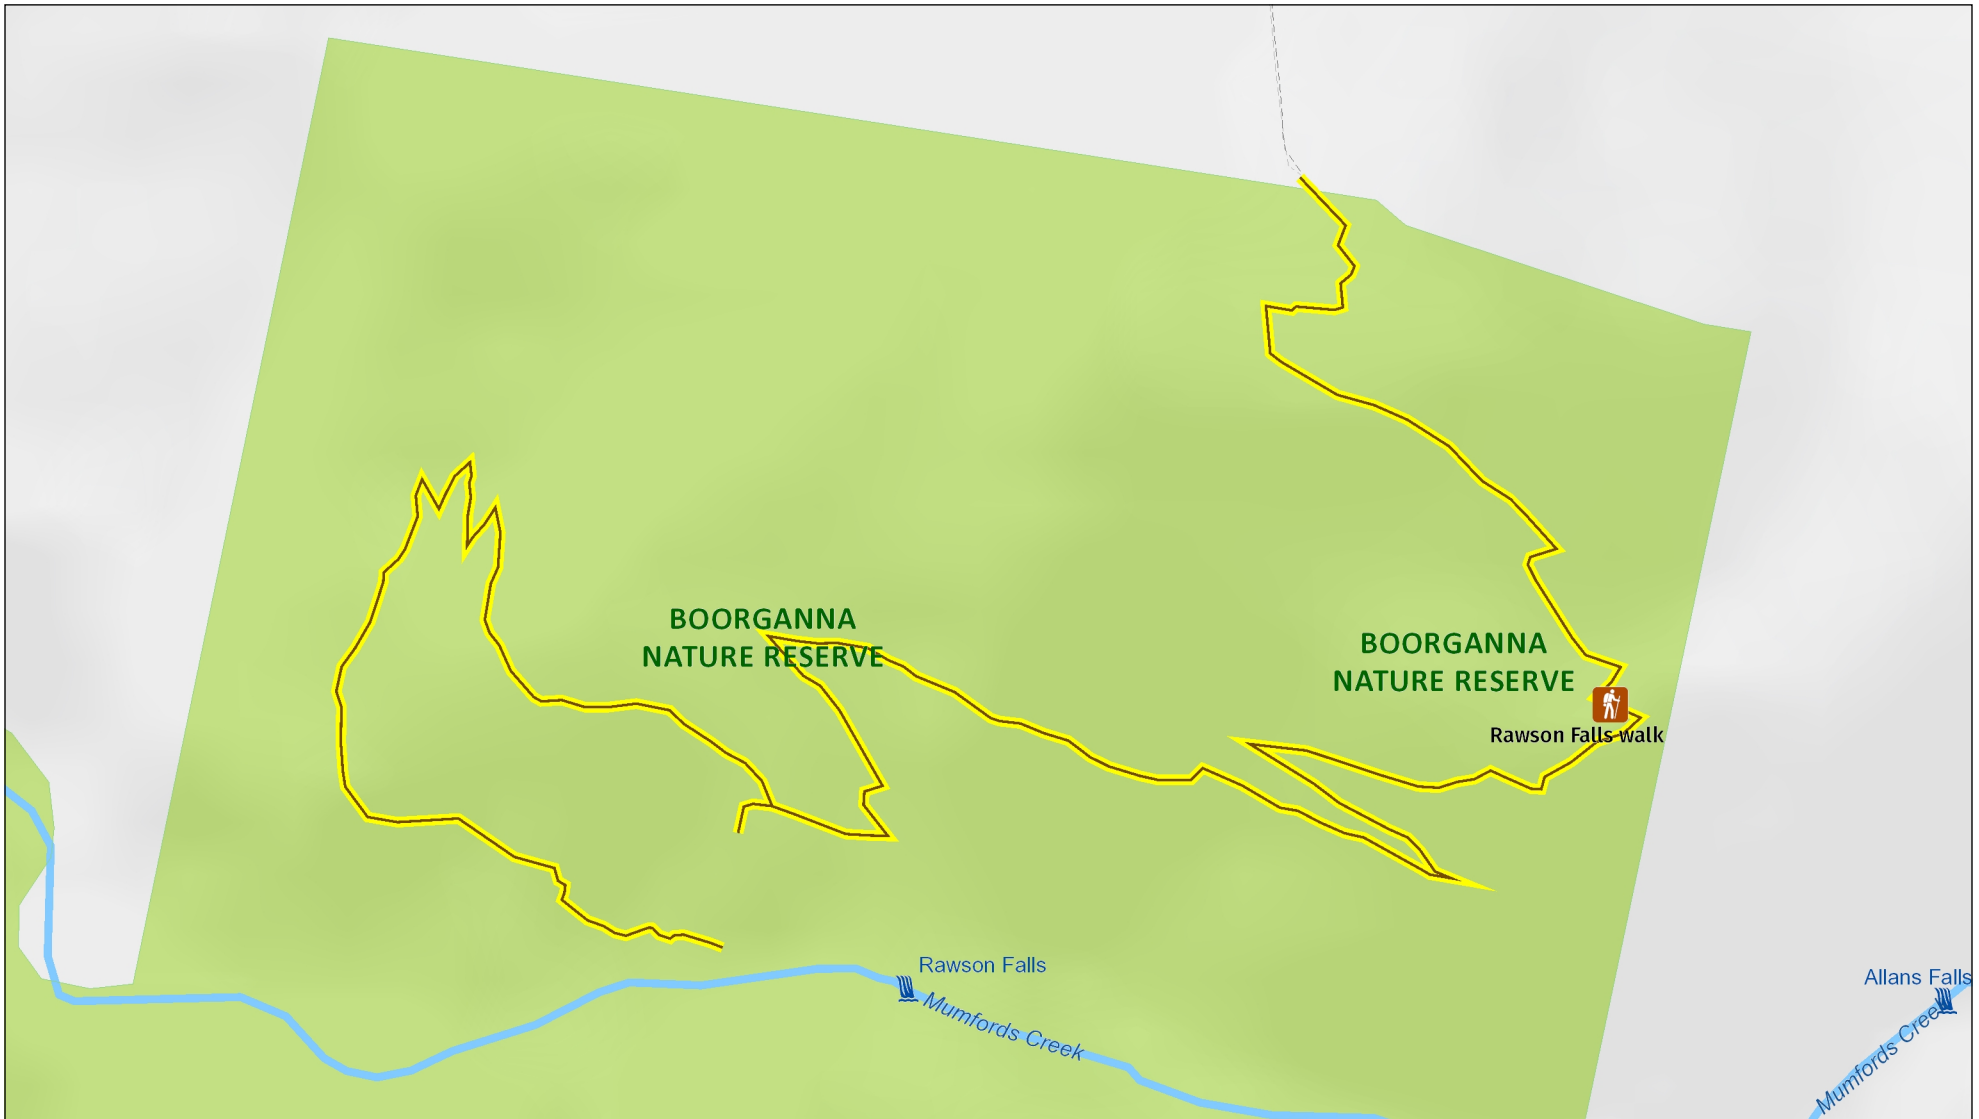 BOORGANNA
NATURE RESERVE
BOORGANNA
NATURE RESERVE
Rawson Falls walk
Rawson Falls
Mumfords Creek
Allans Falls
Mumfords Creek